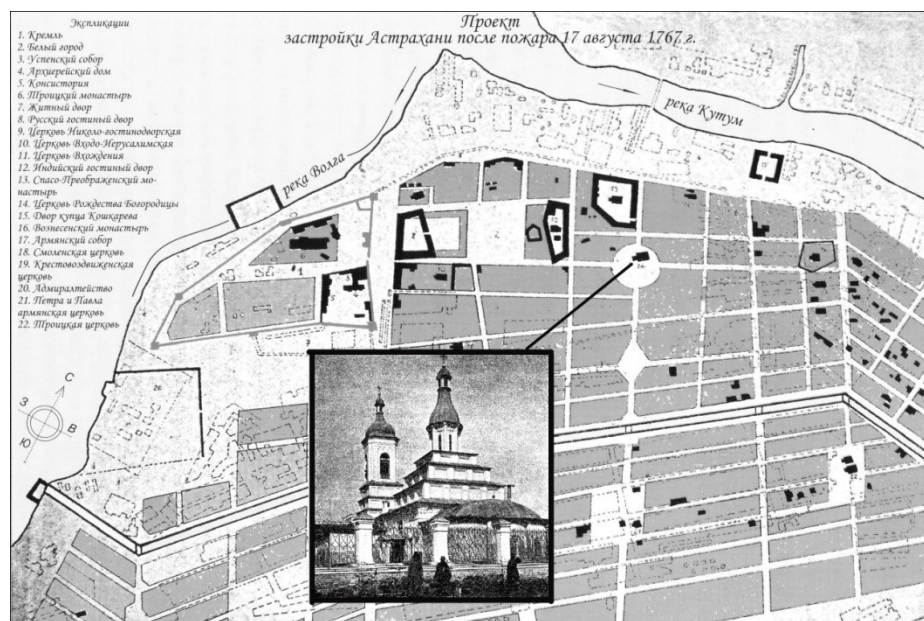 Проект
застройки Астрахани после пожара 17 августа 1767 г.
Экспликации
1. Кремль
2. Белый город
3. Успенский собор
4. Архиерейский дом
5. Консистория
6. Троицкий монастырь
7. Житный двор
8. Русский гостиный двор
9. Церковь Николо-гостинодворская
10. Церковь Входо-Иерусалимская
11. Церковь Вхождения
12. Индийский гостиный двор
13. Спасо-Преображенский мо-
настырь
14. Церковь Рождества Богородицы
15. Двор купца Кошкарева
16. Вознесенский монастырь
17. Армянский собор
18. Смоленская церковь
19. Крестовоздвиженская
церковь
20. Адмиралтейство
21. Петра и Павла
армянская церковь
22. Троицкая церковь
река Волга
река Кутум
С
З
В
Ю
1
2
13
20